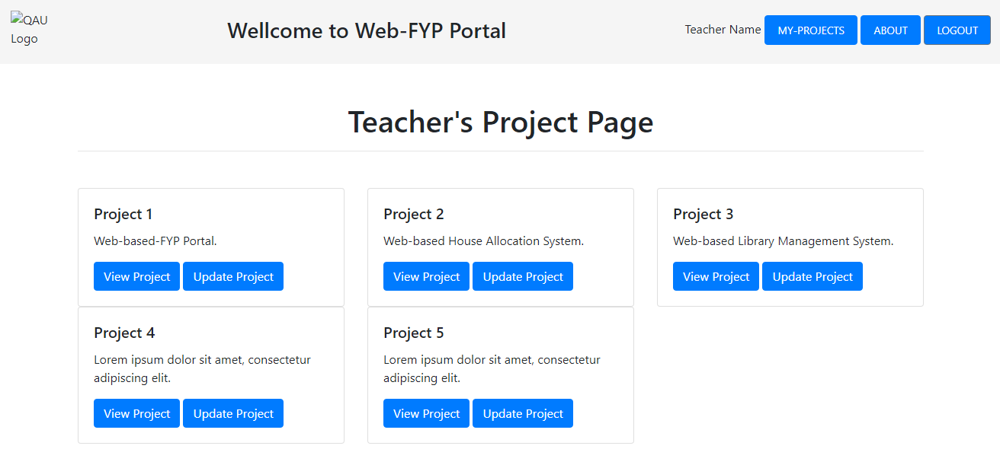 QAU
Logo
Wellcome to Web-FYP Portal
Teacher Name MY-PROJECTS ABOUT LOGOUT
Teacher's Project Page
Project 1
Web-based-FYP Portal.
View Project Update Project
Project 2
Web-based House Allocation System.
View Project Update Project
Project 3
Web-based Library Management System.
View Project Update Project
Project 4
Lorem ipsum dolor sit amet, consectetur
adipiscing elit.
View Project Update Project
Project 5
Lorem ipsum dolor sit amet, consectetur
adipiscing elit.
View Project Update Project